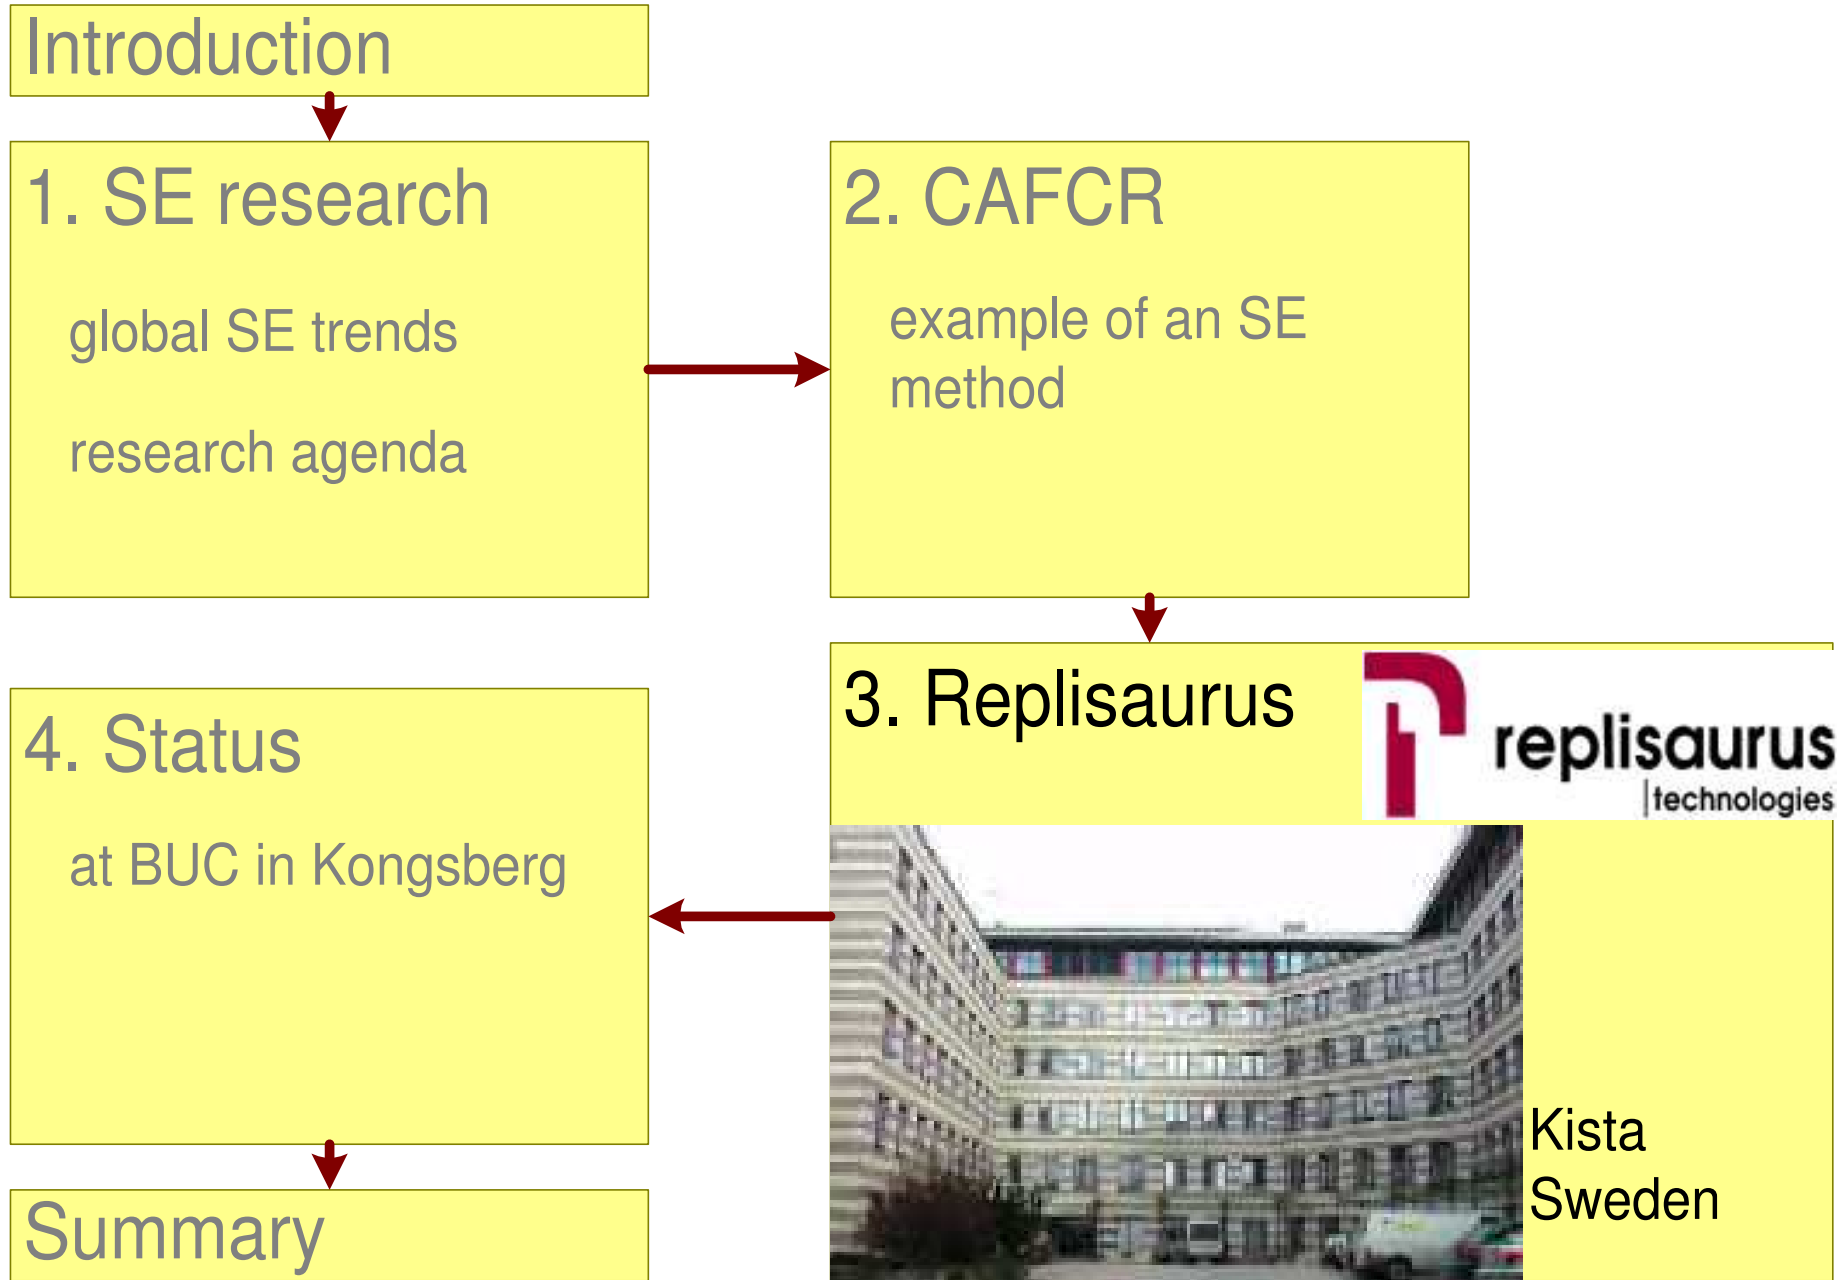 Introduction
1. SE research
global SE trends
research agenda
2. CAFCR
example of an SE
method
3. Replisaurus
replisaurus
|technologies
Kista
Sweden
4. Status
at BUC in Kongsberg
Summary